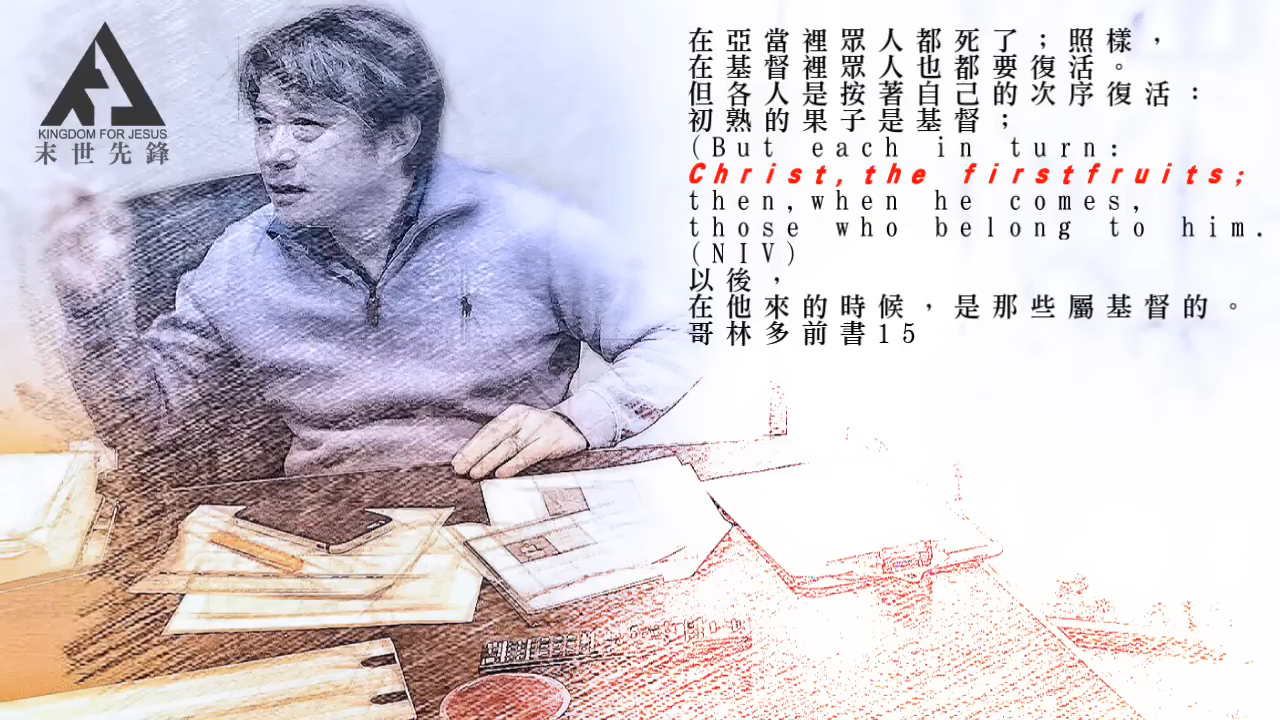 KINGDOM FOR JESUS
末世先鋒
在亞當裡眾人都死了；照樣，
在基督裡眾人也都要復活。
但各人是按著自己的次序復活：
初熟的果子是基督；
(But each in turn:
Christ,the firstfruits;
then,when he comes,
those who belong to him.
(NIV)
以後，
在他來的時候，是那些屬基督的。
哥林多前書15